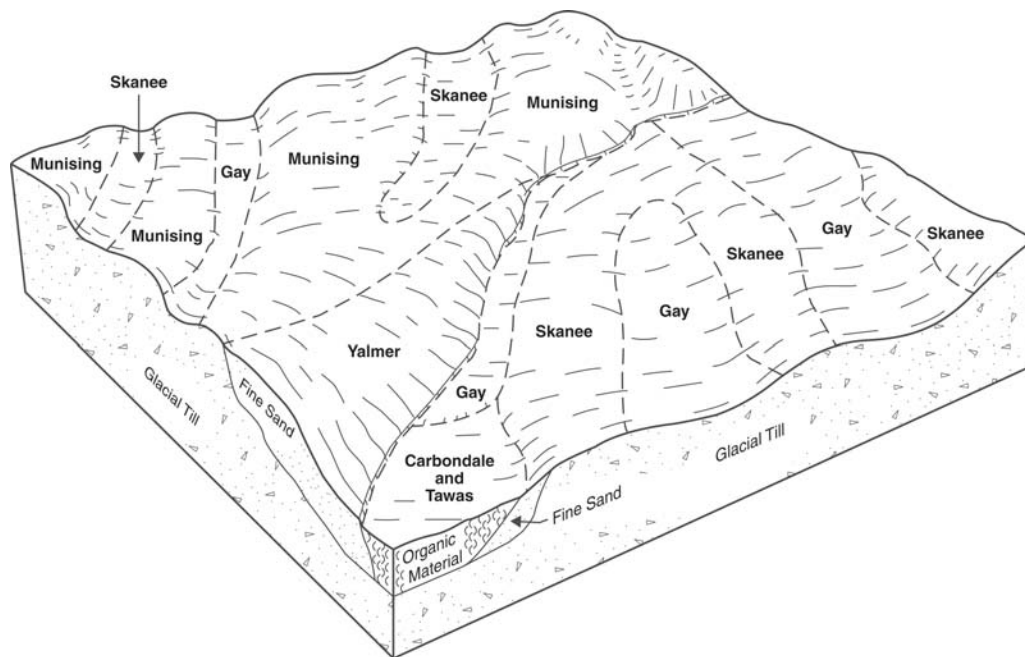 Skanee
Skanee
Munising
Munising
Gay
Munising
Munising
Gay
Skanee
Skanee
Gay
Skanee
Yalmer
Gay
Glacial Till
Fine Sand
Carbondale
and
Tawas
Glacial Till
Fine Sand
Organic
Material